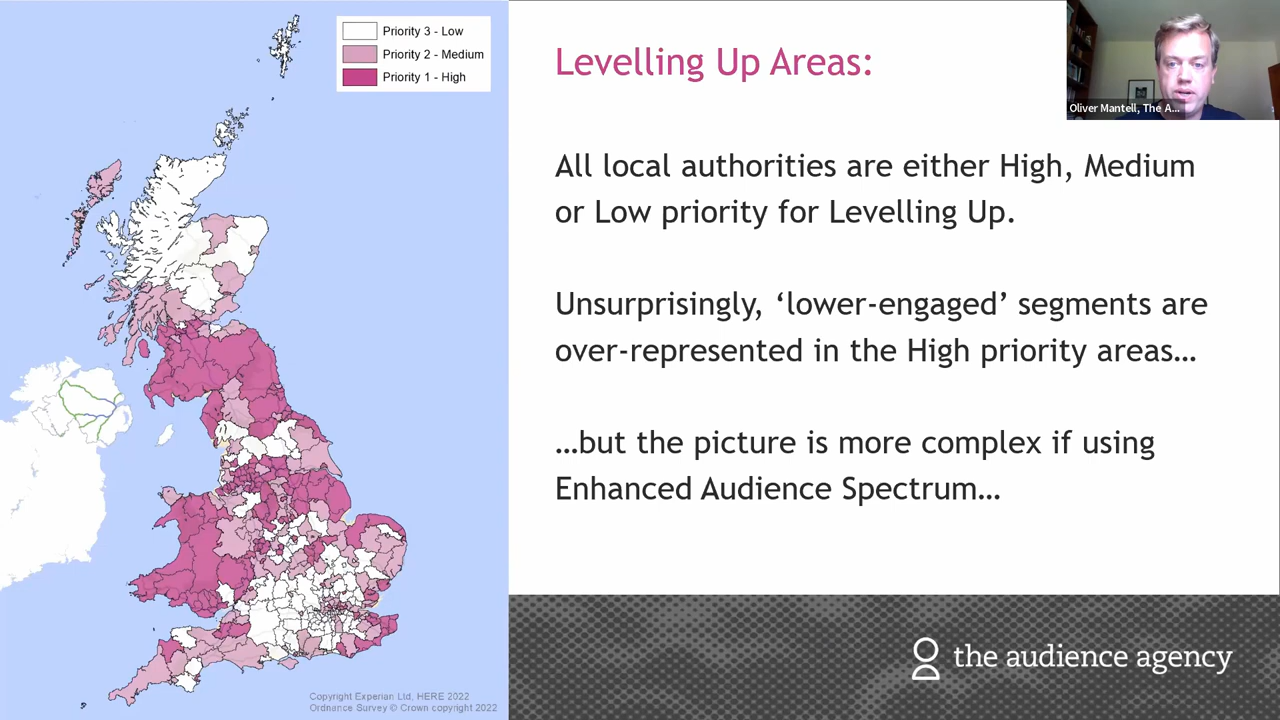 Priority 3 - Low
Priority 2 - Medium
Priority 1 - High
Copyright Experian Ltd, HERE 2022
Ordnance Survey © Crown copyright 2022
Levelling Up Areas:
All local authorities are either High, Medium
or Low priority for Levelling Up.
Unsurprisingly, ‘lower-engaged’ segments are
over-represented in the High priority areas…
…but the picture is more complex if using
Enhanced Audience Spectrum…
Oliver Mantell, The A...
the audience agency